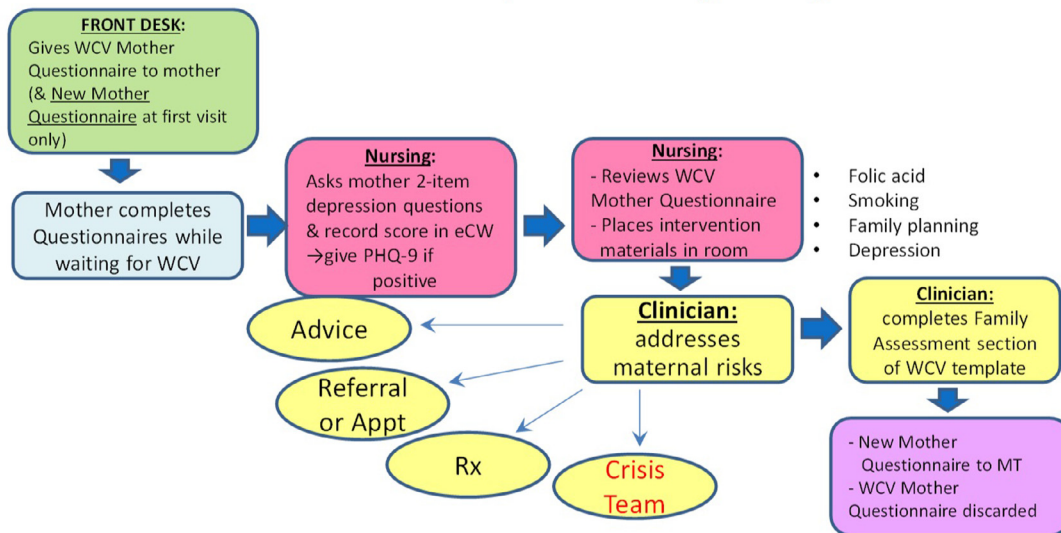 FRONT DESK:
Gives WCV Mother
Questionnaire to mother
(& New Mother
Questionnaire at first visit
only)
Mother completes
Questionnaires while
waiting for WCV
Nursing:
Asks mother 2-item
depression questions
& record score in eCW
→give PHQ-9 if
positive
Nursing:
- Reviews WCV
Mother Questionnaire
- Places intervention
materials in room
• Folic acid
• Smoking
• Family planning
• Depression
Clinician:
addresses
maternal risks
Advice
Referral
or Appt
Rx
Crisis
Team
Clinician:
completes Family
Assessment section
of WCV template
- New Mother
Questionnaire to MT
- WCV Mother
Questionnaire discarded